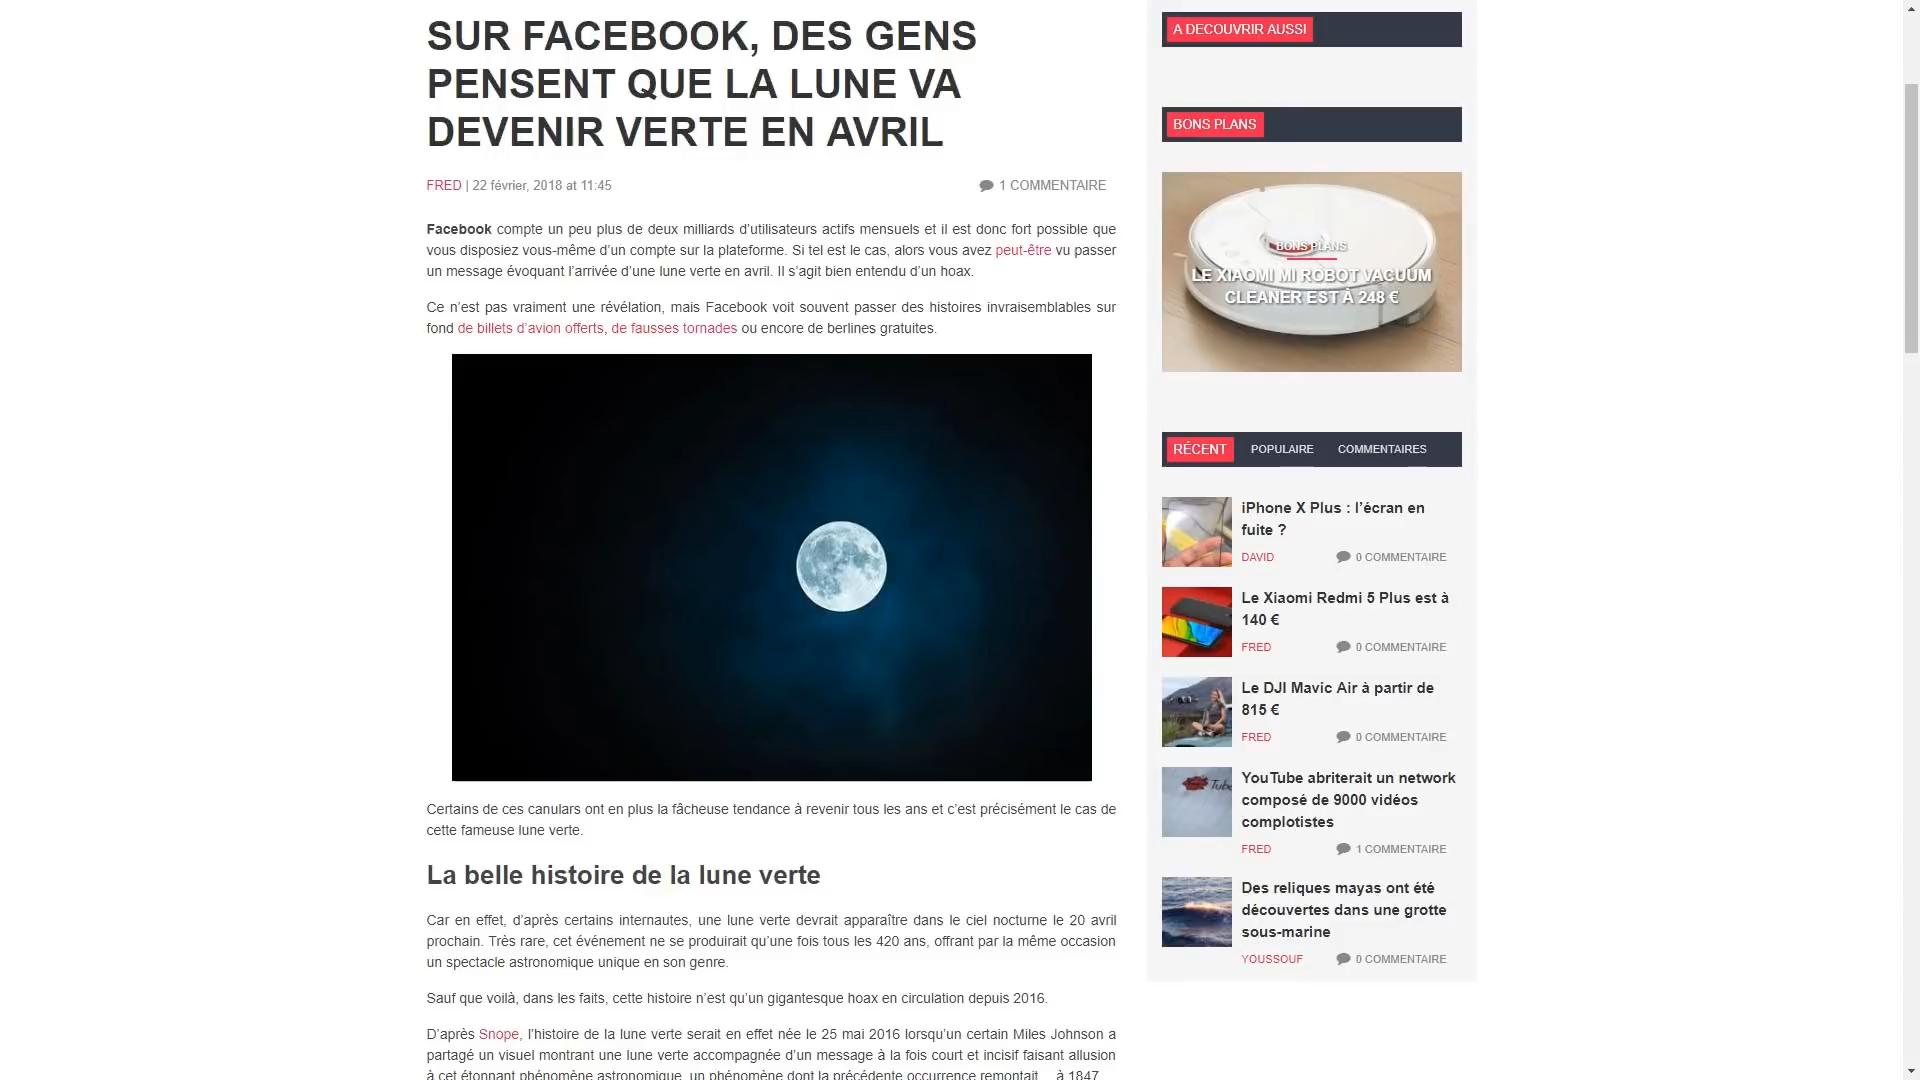 SUR FACEBOOK, DES GENS
PENSENT QUE LA LUNE VA
DEVENIR VERTE EN AVRIL
FRED | 22 février, 2018 at 11:45
1 COMMENTAIRE
Facebook compte un peu plus de deux milliards d’utilisateurs actifs mensuels et il est donc fort possible que
vous disposiez vous-même d’un compte sur la plateforme. Si tel est le cas, alors vous avez peut-être vu passer
un message évoquant l’arrivée d’une lune verte en avril. Il s’agit bien entendu d’un hoax.
Ce n’est pas vraiment une révélation, mais Facebook voit souvent passer des histoires invraisemblables sur
fond de billets d’avion offerts, de fausses tornades ou encore de berlines gratuites.
Certains de ces canulars ont en plus la fâcheuse tendance à revenir tous les ans et c’est précisément le cas de
cette fameuse lune verte.
La belle histoire de la lune verte
Car en effet, d’après certains internautes, une lune verte devrait apparaître dans le ciel nocturne le 20 avril
prochain. Très rare, cet événement ne se produirait qu’une fois tous les 420 ans, offrant par la même occasion
un spectacle astronomique unique en son genre.
Sauf que voilà, dans les faits, cette histoire n’est qu’un gigantesque hoax en circulation depuis 2016.
D’après Snope, l’histoire de la lune verte serait en effet née le 25 mai 2016 lorsqu’un certain Miles Johnson a
partagé un visuel montrant une lune verte accompagnée d’un message à la fois court et incisif faisant allusion
à cet étonnant phénomène astronomique, un phénomène dont la précédente occurrence remontait… à 1847.
A DECOUVRIR AUSSI
BONS PLANS
BONS PLANS
LE XIAOMI MI ROBOT VACUUM
CLEANER EST À 248 €
RÉCENT POPULAIRE COMMENTAIRES
iPhone X Plus : l’écran en
fuite ?
DAVID 0 COMMENTAIRE
Le Xiaomi Redmi 5 Plus est à
140 €
FRED 0 COMMENTAIRE
Le DJI Mavic Air à partir de
815 €
FRED 0 COMMENTAIRE
Tube
YouTube abriterait un network
composé de 9000 vidéos
complotistes
FRED 1 COMMENTAIRE
Des reliques mayas ont été
découvertes dans une grotte
sous-marine
YOUSSOUF 0 COMMENTAIRE